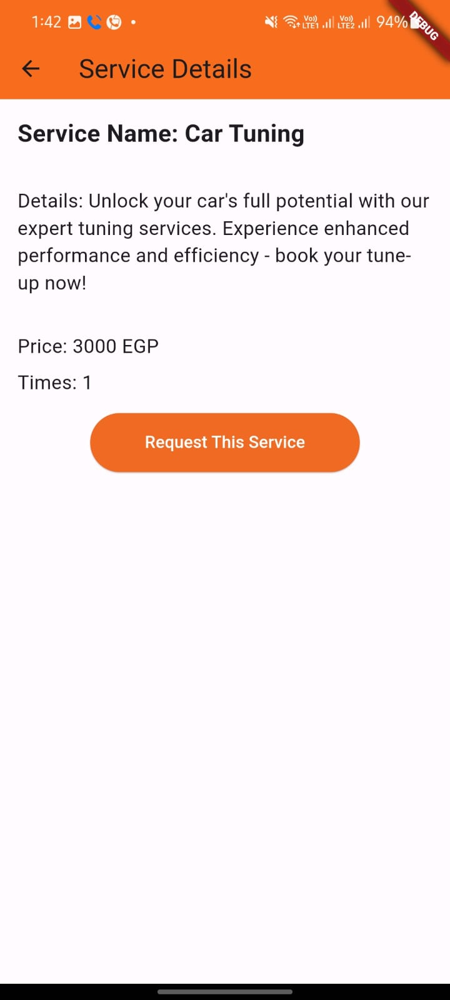 1:42
Vo)) LTE1 Vo)) LTE2 94%
DEBUG
Service Details
Service Name: Car Tuning
Details: Unlock your car's full potential with our
expert tuning services. Experience enhanced
performance and efficiency - book your tune-
up now!
Price: 3000 EGP
Times: 1
Request This Service